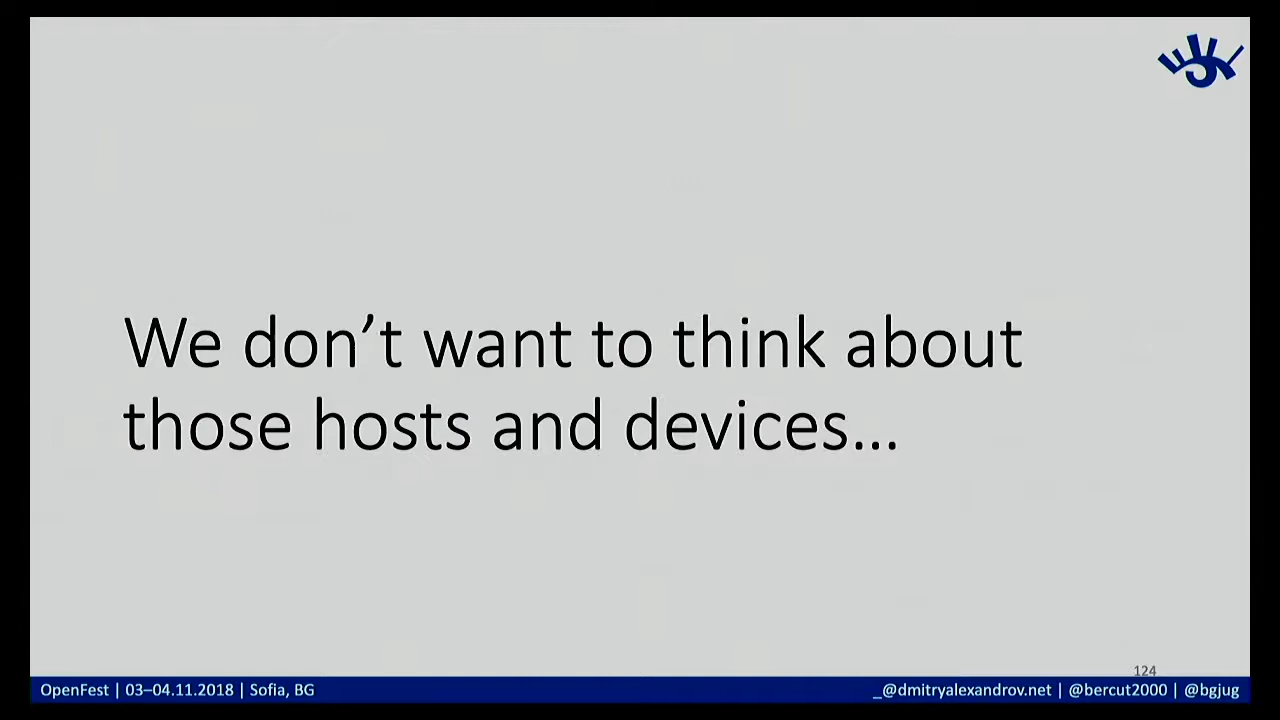 We don’t want to think about
those hosts and devices...
124
OpenFest | 03–04.11.2018 | Sofia, BG
_@dmitryalexandrov.net | @bercut2000 | @bgjug